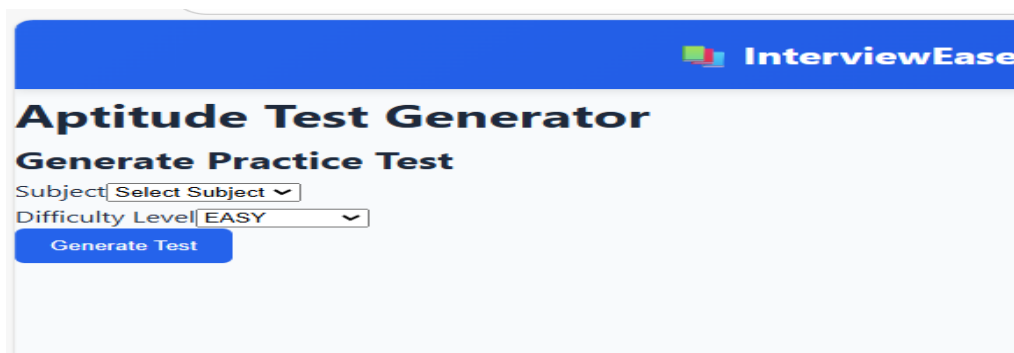 InterviewEase
Aptitude Test Generator
Generate Practice Test
Subject Select Subject
Difficulty Level EASY
Generate Test